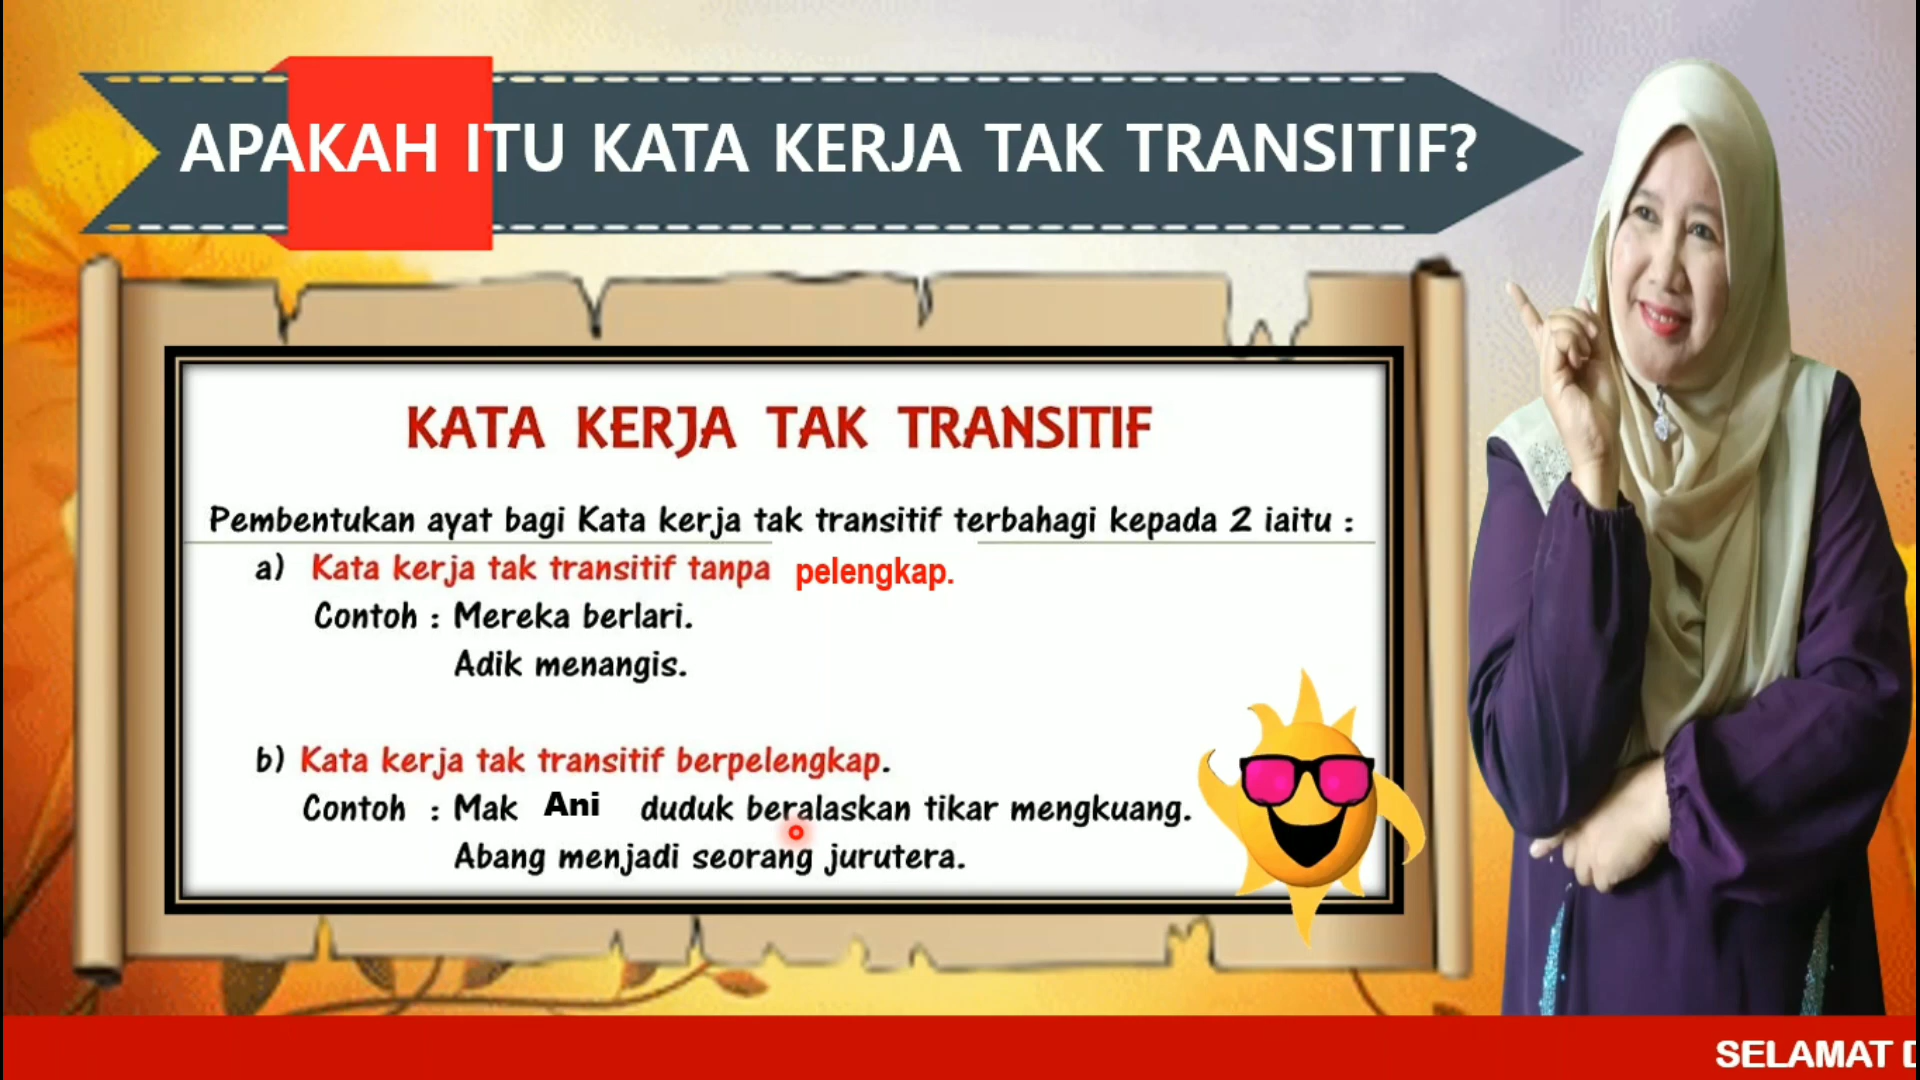 APAKAH ITU KATA KERJA TAK TRANSITIF?
KATA KERJA TAK TRANSITIF
Pembentukan ayat bagi Kata kerja tak transitif terbahagi kepada 2 iaitu :
a) Kata kerja tak transitif tanpa pelengkap.
Contoh : Mereka berlari.
Adik menangis.
b) Kata kerja tak transitif berpelengkap.
Contoh : Mak Ani duduk beralaskan tikar mengkuang.
Abang menjadi seorang jurutera.
SELAMAT